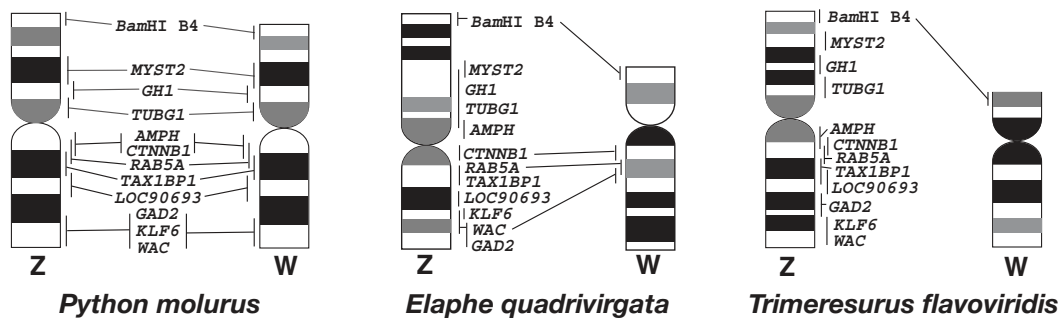 BamHI B4
MYST2
GH1
TUBG1
AMPH
CTNNB1
RAB5A
TAX1BP1
LOC90693
GAD2
KLF6
WAC
Z
W
Python molurus
BamHI B4
MYST2
GH1
TUBG1
AMPH
CTNNB1
RAB5A
TAX1BP1
LOC90693
KLF6
WAC
GAD2
Z
W
Elaphe quadrivirgata
BamHI B4
MYST2
GH1
TUBG1
AMPH
CTNNB1
RAB5A
TAX1BP1
LOC90693
GAD2
KLF6
WAC
Z
W
Trimeresurus flavoviridis